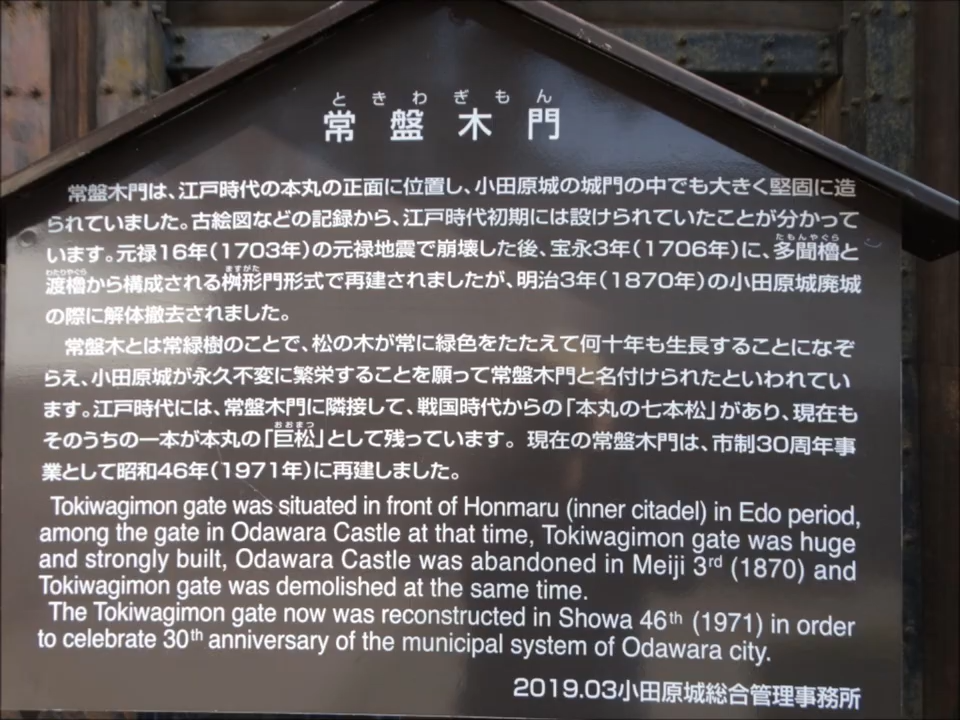 ときわぎもん
常盤木門
常盤木門は、江戸時代の本丸の正面に位置し、小田原城の城門の中でも大きく堅固に造
られていました。古絵図などの記録から、江戸時代初期には設けられていたことが分かって
います。元禄16年(1703年)の元禄地震で崩壊した後、宝永3年(1706年)に、多聞櫓と
渡櫓から構成される桝形門形式で再建されましたが、明治3年(1870年)の小田原城廃城
の際に解体撤去されました。
常盤木とは常緑樹のことで、松の木が常に緑色をたたえて何十年も生長することになぞ
らえ、小田原城が永久不変に繁栄することを願って常盤木門と名付けられたといわれてい
ます。江戸時代には、常盤木門に隣接して、戦国時代からの「本丸の七本松」があり、現在も
そのうちの一本が本丸の「巨松」として残っています。現在の常盤木門は、市制30周年事
業として昭和46年(1971年)に再建しました。
Tokiwagimon gate was situated in front of Honmaru (inner citadel) in Edo period,
among the gate in Odawara Castle at that time, Tokiwagimon gate was huge
and strongly built, Odawara Castle was abandoned in Meiji 3rd (1870) and
Tokiwagimon gate was demolished at the same time.
The Tokiwagimon gate now was reconstructed in Showa 46th (1971) in order
to celebrate 30th anniversary of the municipal system of Odawara city.
2019.03小田原城総合管理事務所